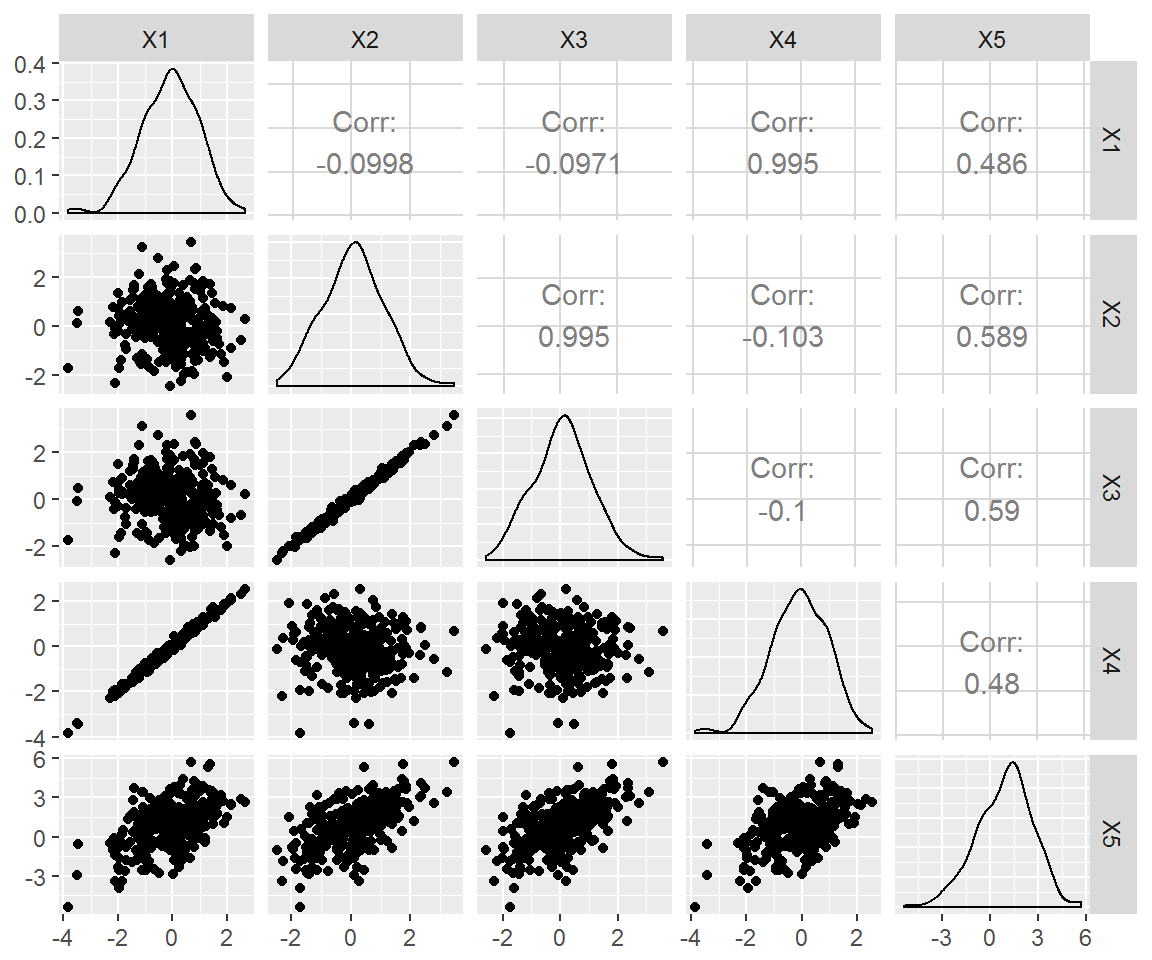 X1 X2 X3 X4 X5
0.4
0.3
0.2
0.1
0.0
Corr:
-0.0998
Corr:
-0.0971
Corr:
0.995
Corr:
0.486
X1
2
0
-2
Corr:
0.995
Corr:
-0.103
Corr:
0.589
X2
2
0
-2
Corr:
-0.1
Corr:
0.59
X3
2
0
-2
-4
Corr:
0.48
X4
6
3
0
-3
X5
-4 -2 0 2 -2 0 2 -2 0 2 -4 -2 0 2 -3 0 3 6